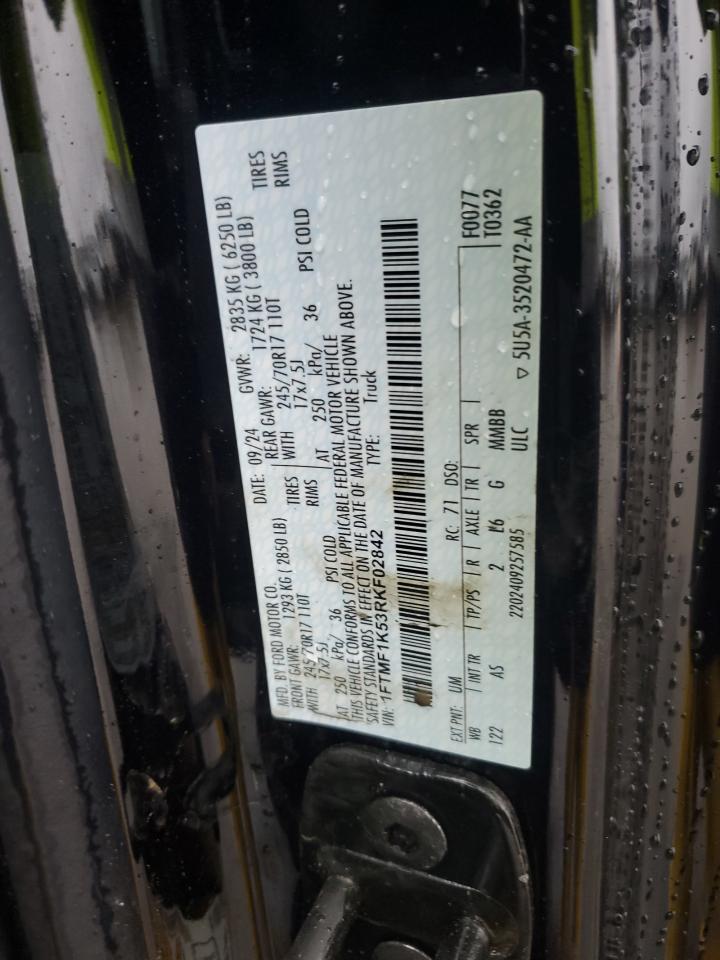 MFD. BY FORD MOTOR CO. DATE: 09/24 GVWR: 2835 KG ( 6250 LB)
FRONT GAWR: 1293 KG ( 2850 LB) REAR GAWR: 1724 KG ( 3800 LB)
WITH 245/70R17 110T TIRES WITH 245/70R17 110T TIRES
17x7.5J RIMS 17x7.5J RIMS
AT 250 kPa/ 36 PSI COLD AT 250 kPa/ 36 PSI COLD
THIS VEHICLE CONFORMS TO ALL APPLICABLE FEDERAL MOTOR VEHICLE
SAFETY STANDARDS IN EFFECT ON THE DATE OF MANUFACTURE SHOWN ABOVE.
VIN: 1FTMF1K53RKF02842 TYPE: Truck
EXT PNT: UM RC: 71 DSO: F0077
WB INT TR TP/PS R AXLE TR SPR T0362
122 AS 2 L6 G MMBB
2202409257585 ULC
▽ 5U5A-3520472-AA